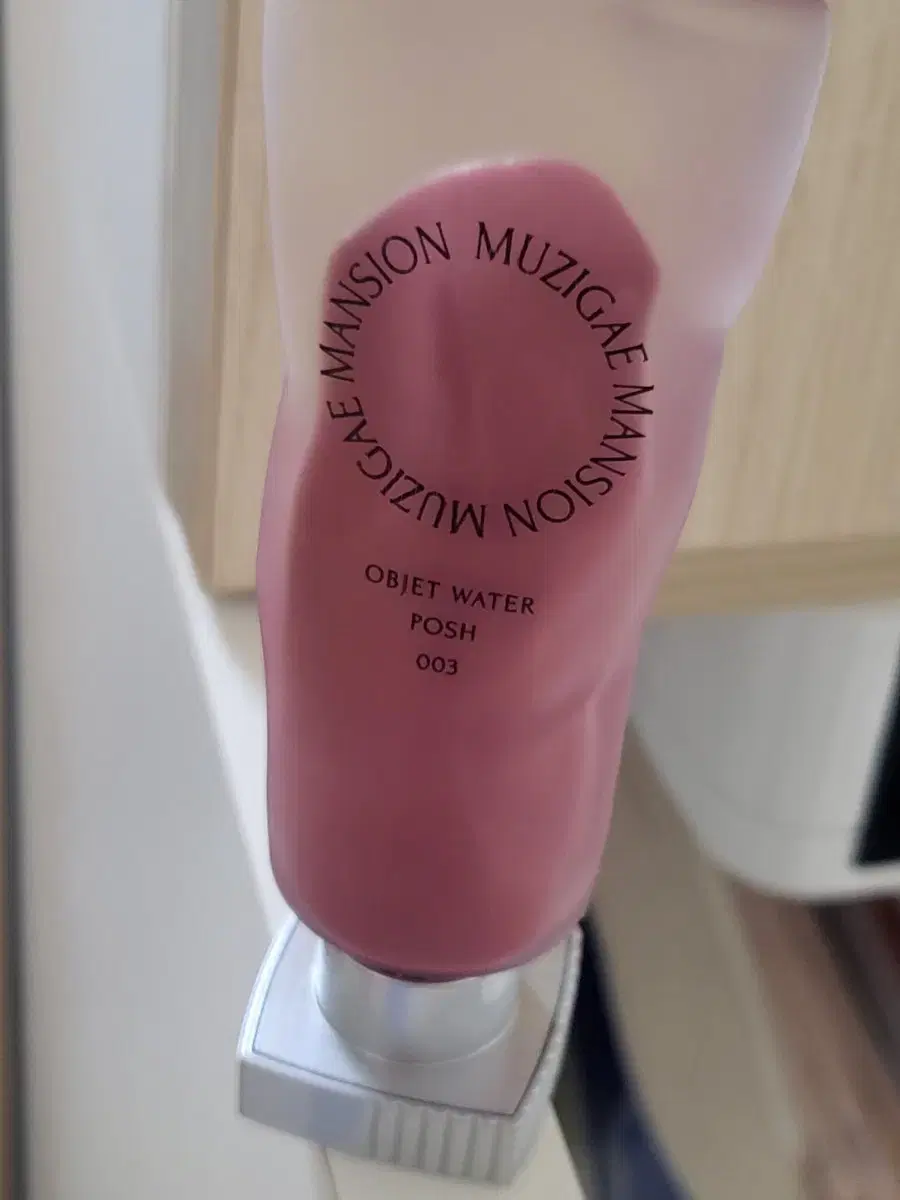 MUZIGAE MANSION MUZIGAE MANSION
OBJET WATER
POSH
003